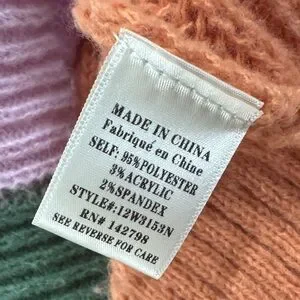 MADE IN CHINA
Fabriqué en Chine
SELF: 95%POLYESTER
3%ACRYLIC
2%SPANDEX
STYLE#: 12W3153N
RN# 142798
SEE REVERSE FOR CARE